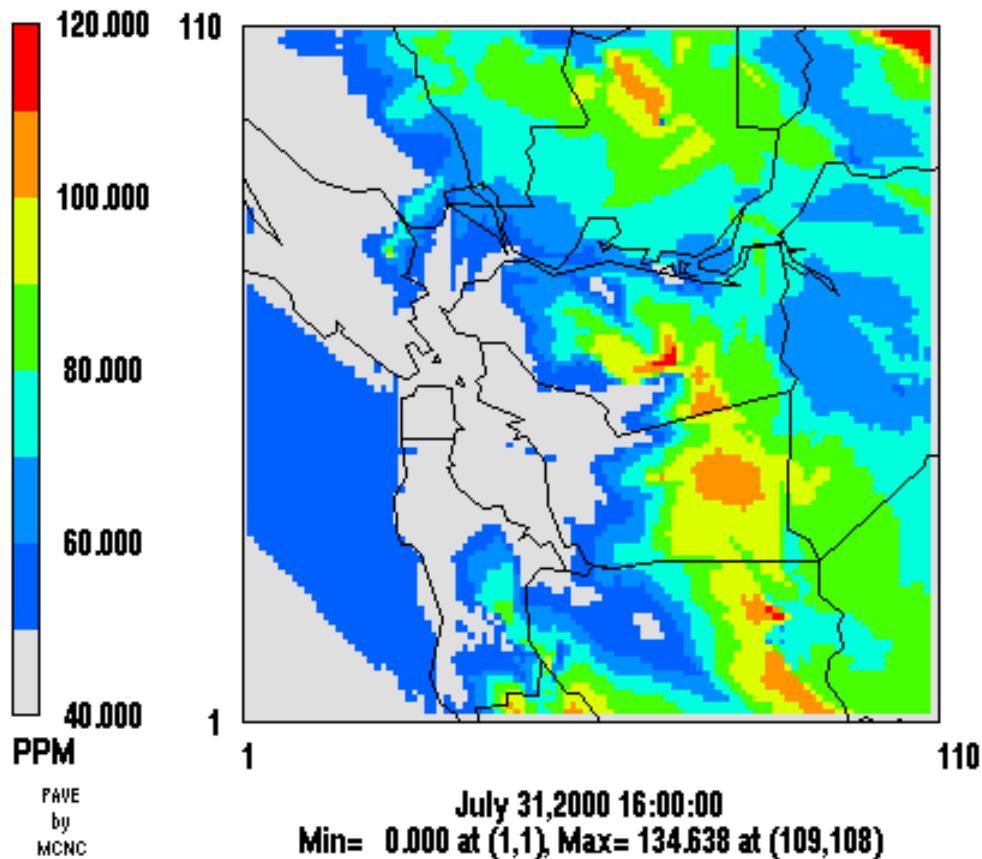 120.000
100.000
80.000
60.000
40.000
PPM
PAVE
by
MCNC
110
1
1
110
July 31,2000 16:00:00
Min= 0.000 at (1,1), Max= 134.638 at (109,108)